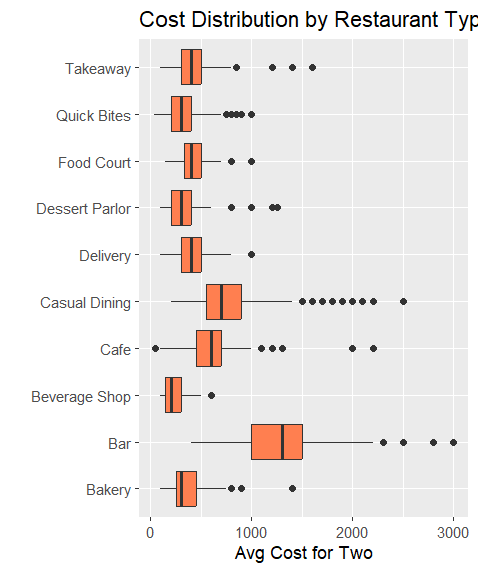 Cost Distribution by Restaurant Typ
Takeaway
Quick Bites
Food Court
Dessert Parlor
Delivery
Casual Dining
Cafe
Beverage Shop
Bar
Bakery
0 1000 2000 3000
Avg Cost for Two